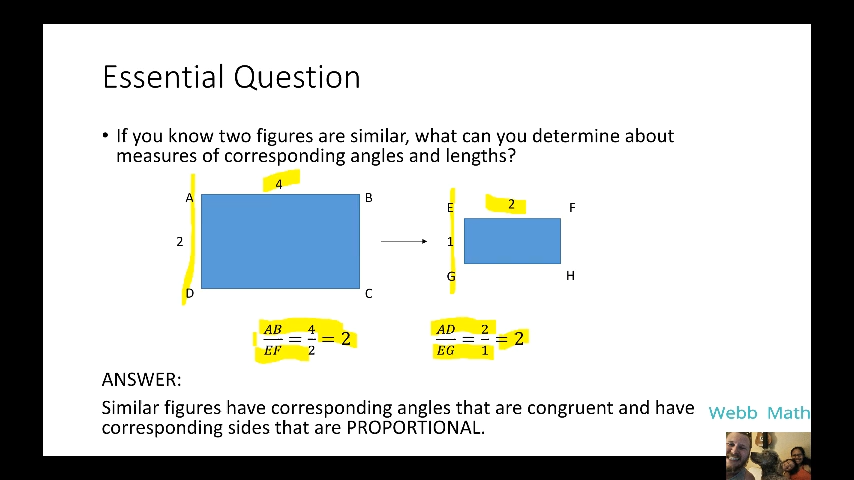 Essential Question
• If you know two figures are similar, what can you determine about
measures of corresponding angles and lengths?
4
A
B
2
D
C
2
E
F
1
G
H
AB/EF = 4/2 = 2
AD/EG = 2/1 = 2
ANSWER:
Similar figures have corresponding angles that are congruent and have
corresponding sides that are PROPORTIONAL.
Webb Math